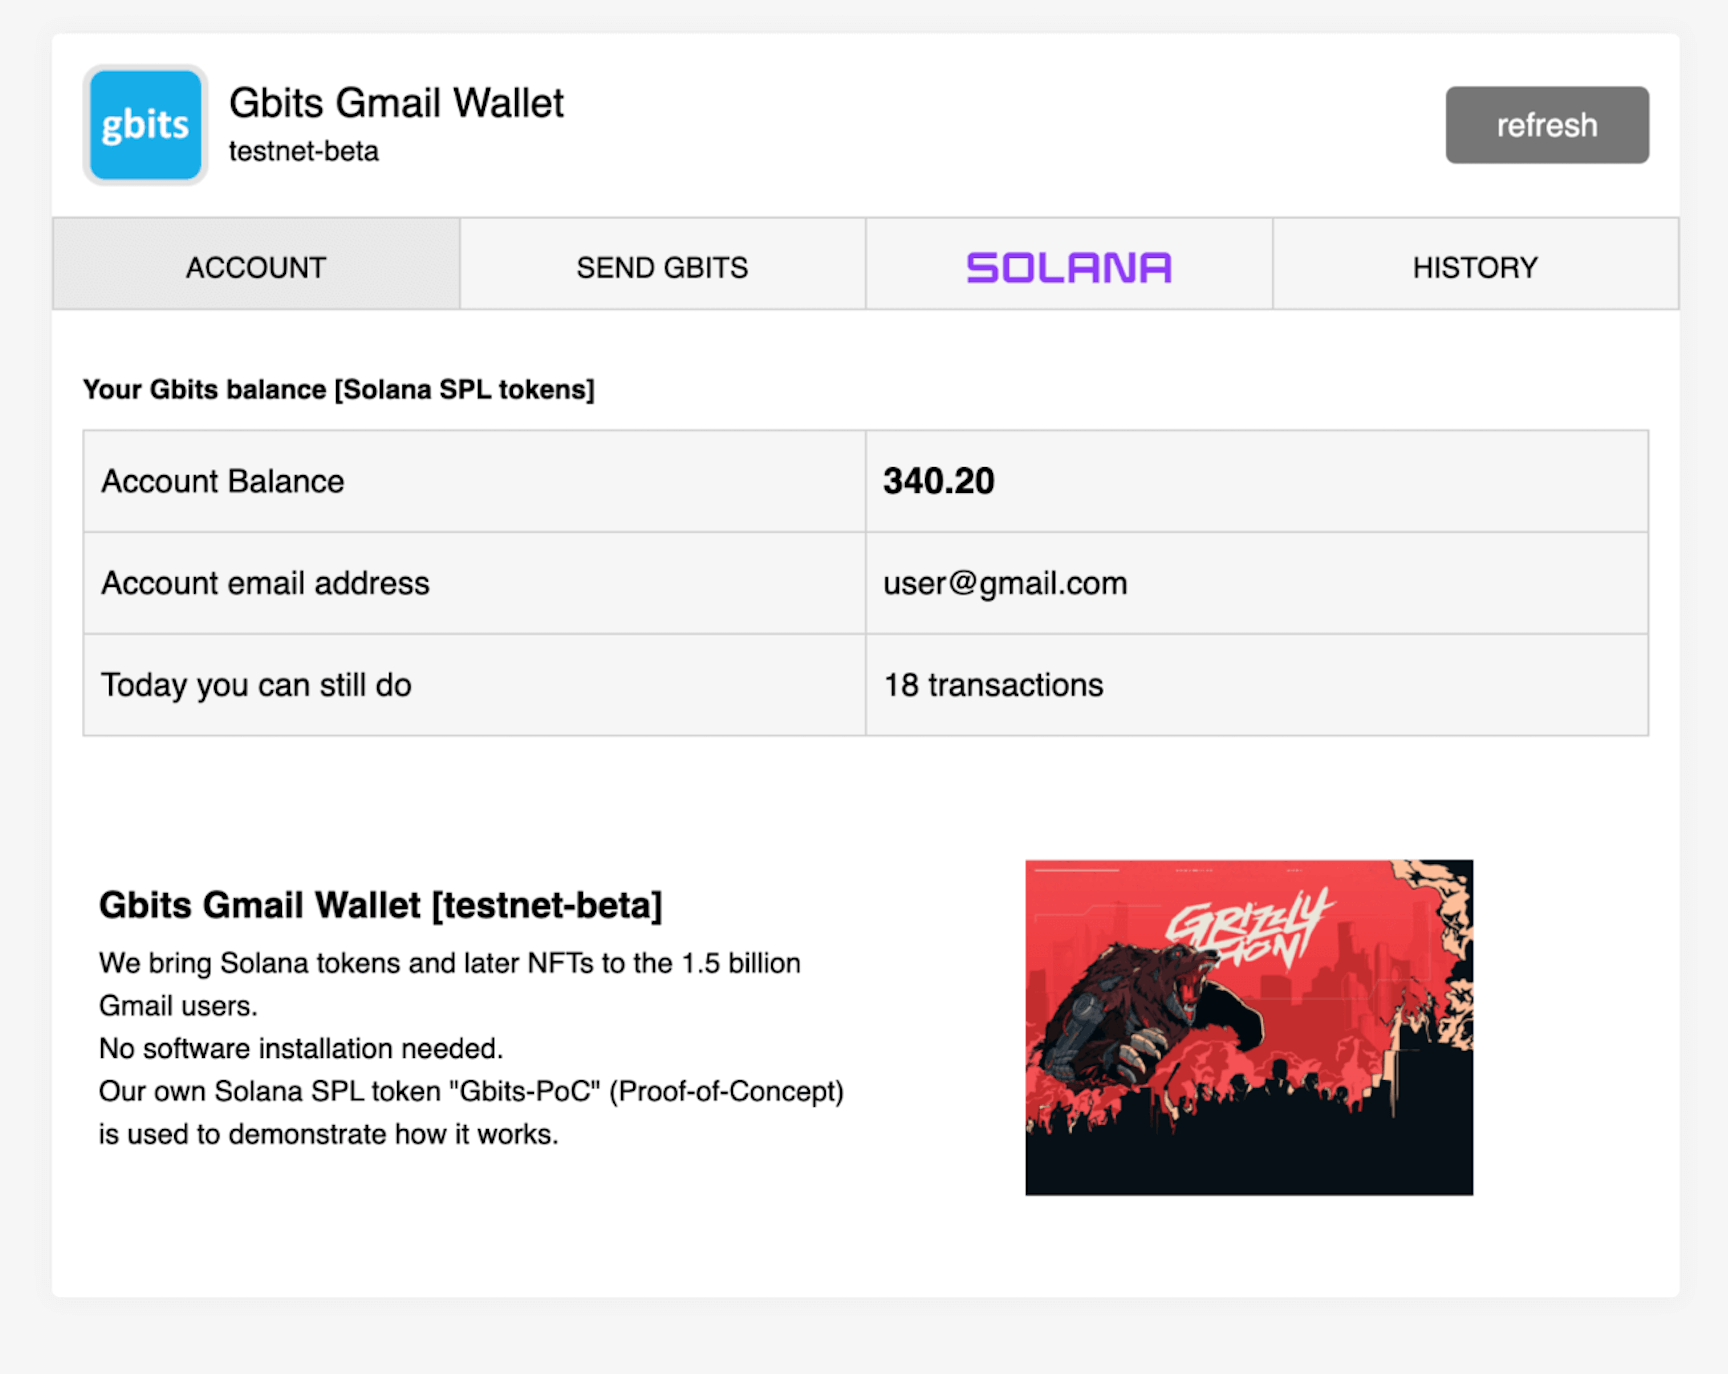 gbits
Gbits Gmail Wallet
testnet-beta
refresh
ACCOUNT
SEND GBITS
SOLANA
HISTORY
Your Gbits balance [Solana SPL tokens]
Account Balance
340.20
Account email address
user@gmail.com
Today you can still do
18 transactions
Gbits Gmail Wallet [testnet-beta]
We bring Solana tokens and later NFTs to the 1.5 billion
Gmail users.
No software installation needed.
Our own Solana SPL token "Gbits-PoC" (Proof-of-Concept)
is used to demonstrate how it works.
GRIZZLY